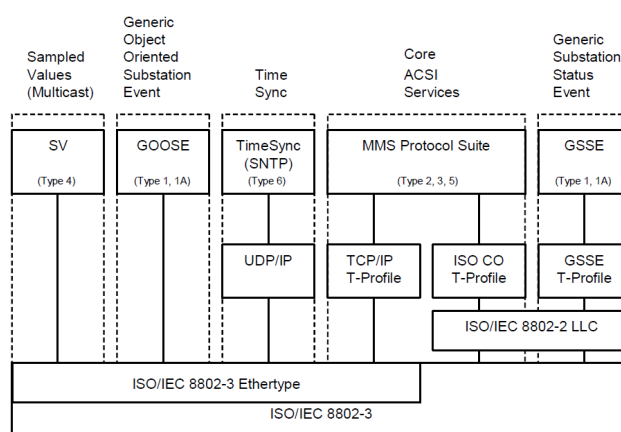 Sampled
Values
(Multicast)
Generic
Object
Oriented
Substation
Event
Time
Sync
Core
ACSI
Services
Generic
Substation
Status
Event
SV
(Type 4)
GOOSE
(Type 1, 1A)
TimeSync
(SNTP)
(Type 6)
MMS Protocol Suite
(Type 2, 3, 5)
GSSE
(Type 1, 1A)
UDP/IP
TCP/IP
T-Profile
ISO CO
T-Profile
GSSE
T-Profile
ISO/IEC 8802-2 LLC
ISO/IEC 8802-3 Ethertype
ISO/IEC 8802-3